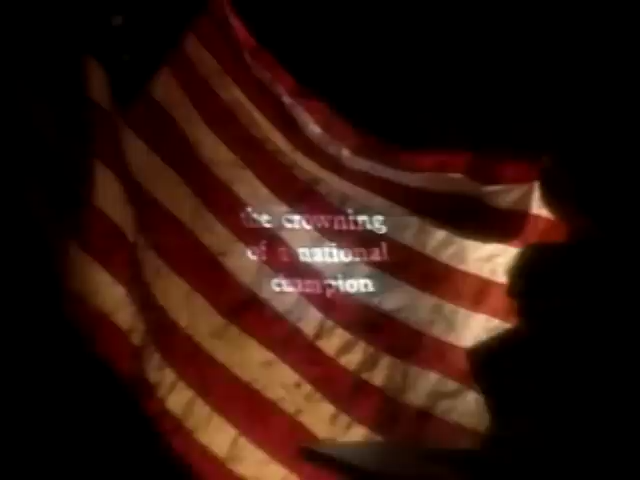 the crowning
of a national
champion